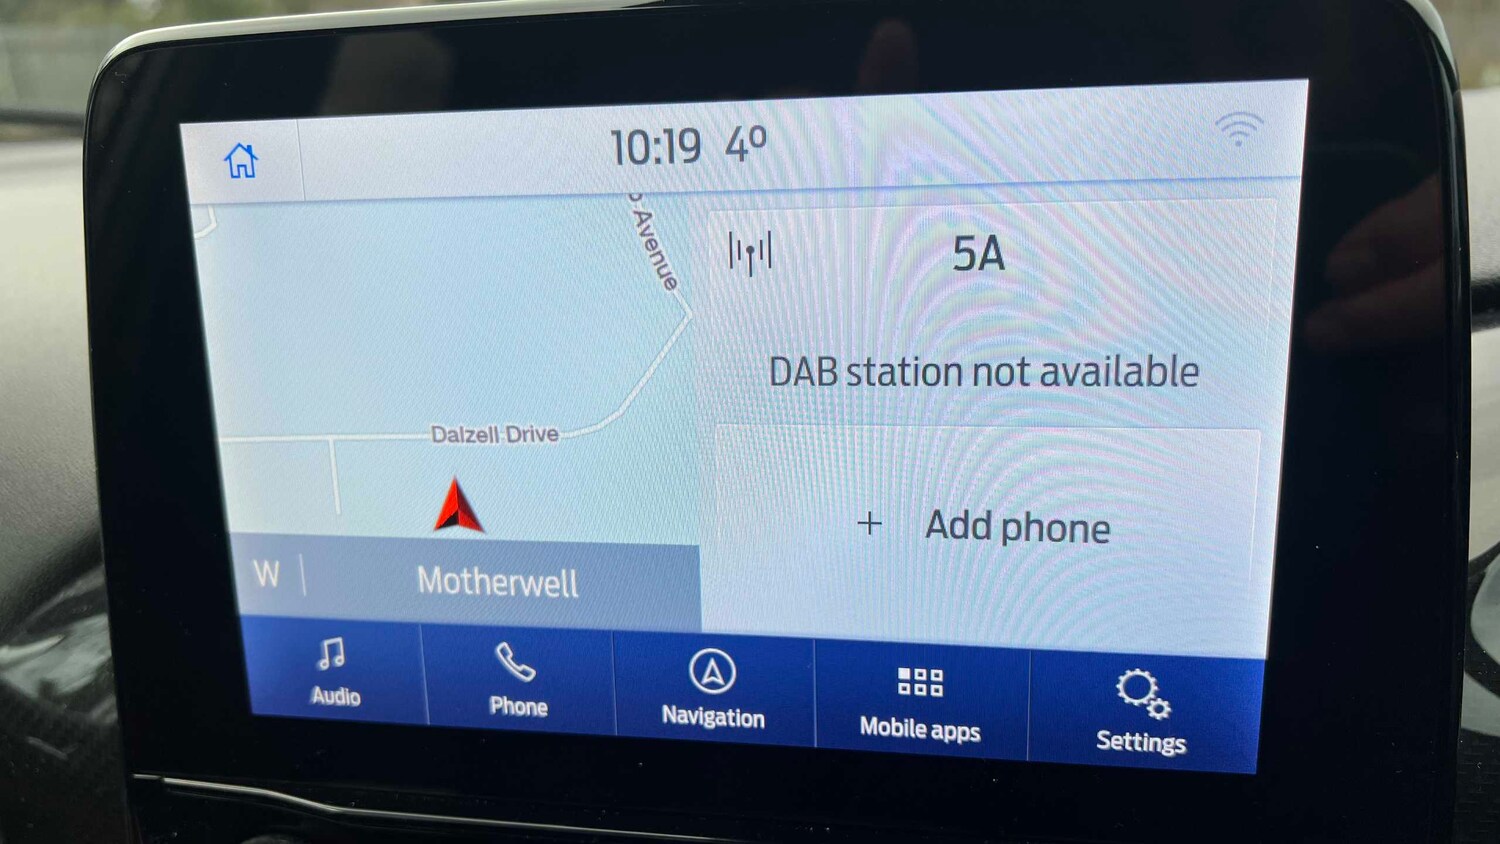 10:19 4º
Avenue
5A
DAB station not available
Dalzell Drive
+ Add phone
W
Motherwell
Audio
Phone
Navigation
Mobile apps
Settings